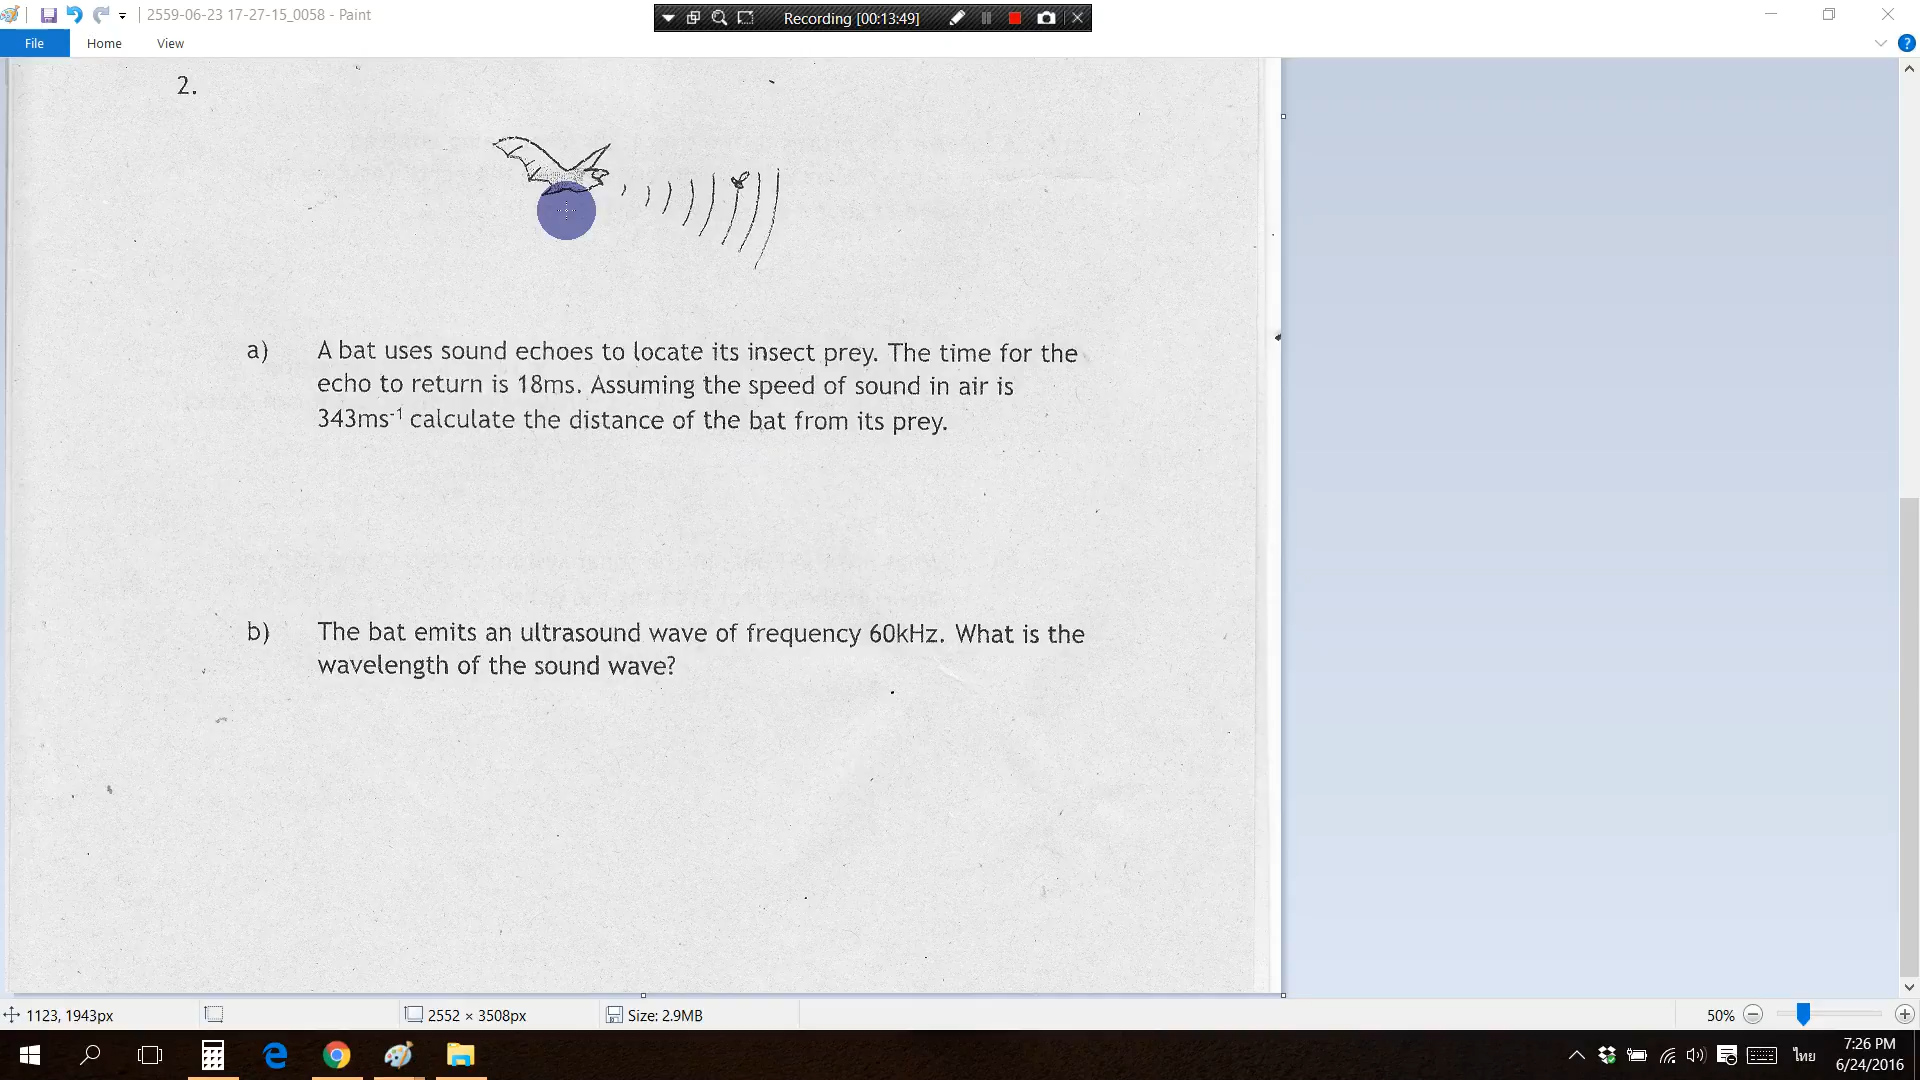 2559-06-23 17-27-15_0058 - Paint
Recording [00:13:49]
File Home View
2.
a) A bat uses sound echoes to locate its insect prey. The time for the
echo to return is 18ms. Assuming the speed of sound in air is
343ms⁻¹ calculate the distance of the bat from its prey.
b) The bat emits an ultrasound wave of frequency 60kHz. What is the
wavelength of the sound wave?
1123, 1943px 2552 × 3508px Size: 2.9MB 50%
ไทย 7:26 PM
6/24/2016